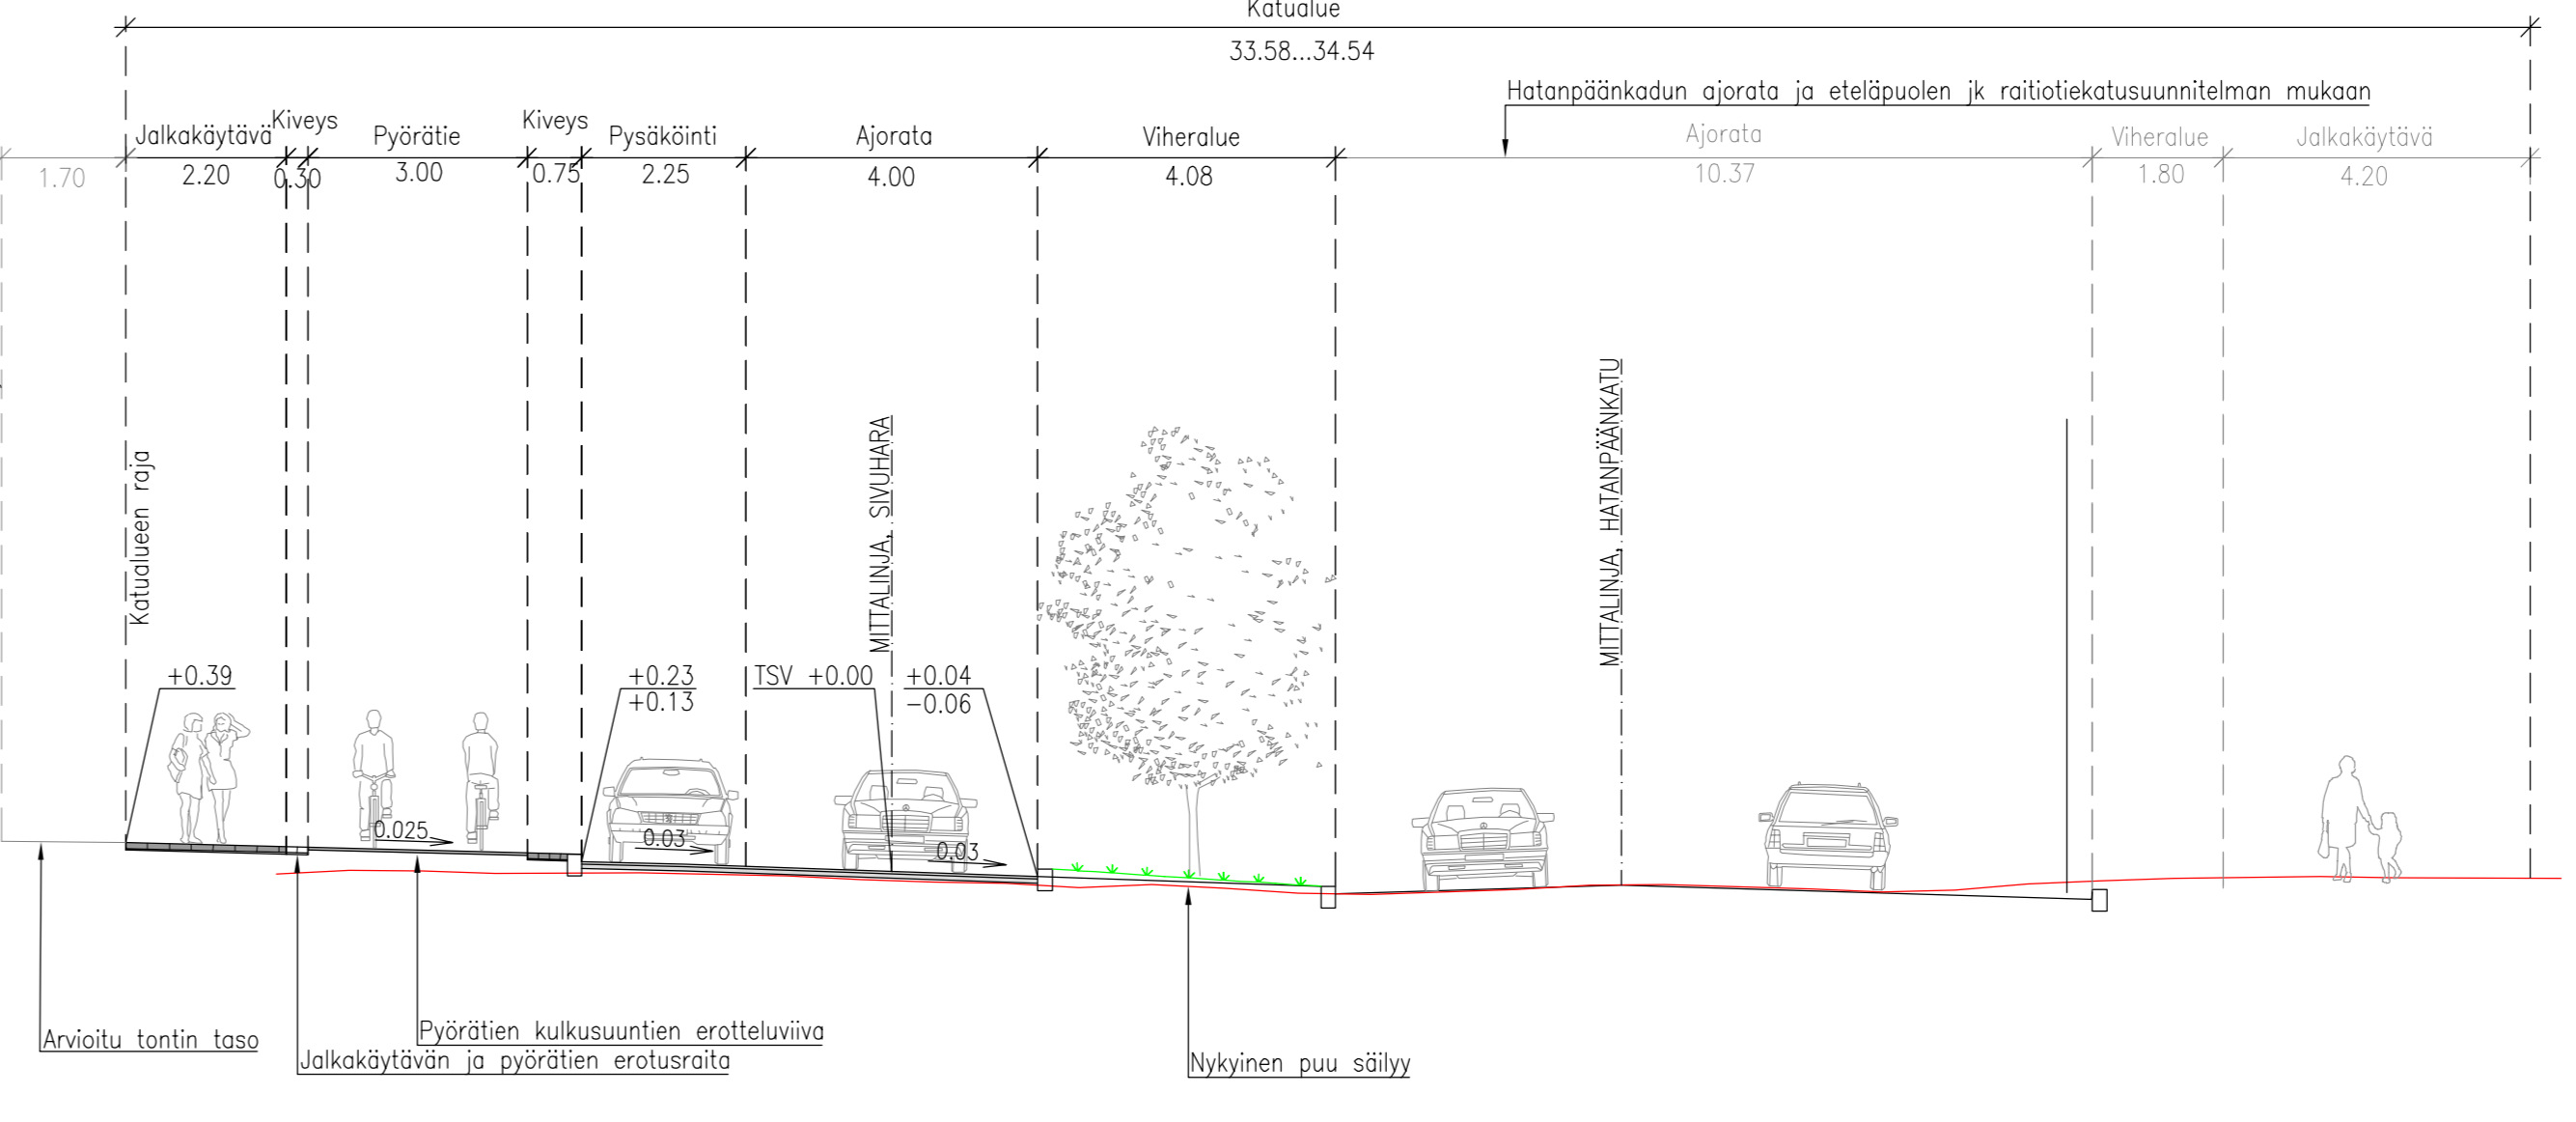 Katualue
33.58...34.54
Hatanpäänkadun ajorata ja eteläpuolen jk raitiotiekatusuunnitelman mukaan
Jalkakäytävä Kiveys Pyörätie Kiveys Pysäköinti Ajorata Viheralue Ajorata Viheralue Jalkakäytävä
1.70 2.20 0.30 3.00 0.75 2.25 4.00 4.08 10.37 1.80 4.20
Katualueen raja
MITTALINJA, SIVUHARA
MITTALINJA, HATANPÄÄNKATU
+0.39
+0.23
+0.13
TSV +0.00
+0.04
-0.06
0.025
0.03
0.03
Arvioitu tontin taso
Pyörätien kulkusuuntien erotteluviiva
Jalkakäytävän ja pyörätien erotusraita
Nykyinen puu säilyy